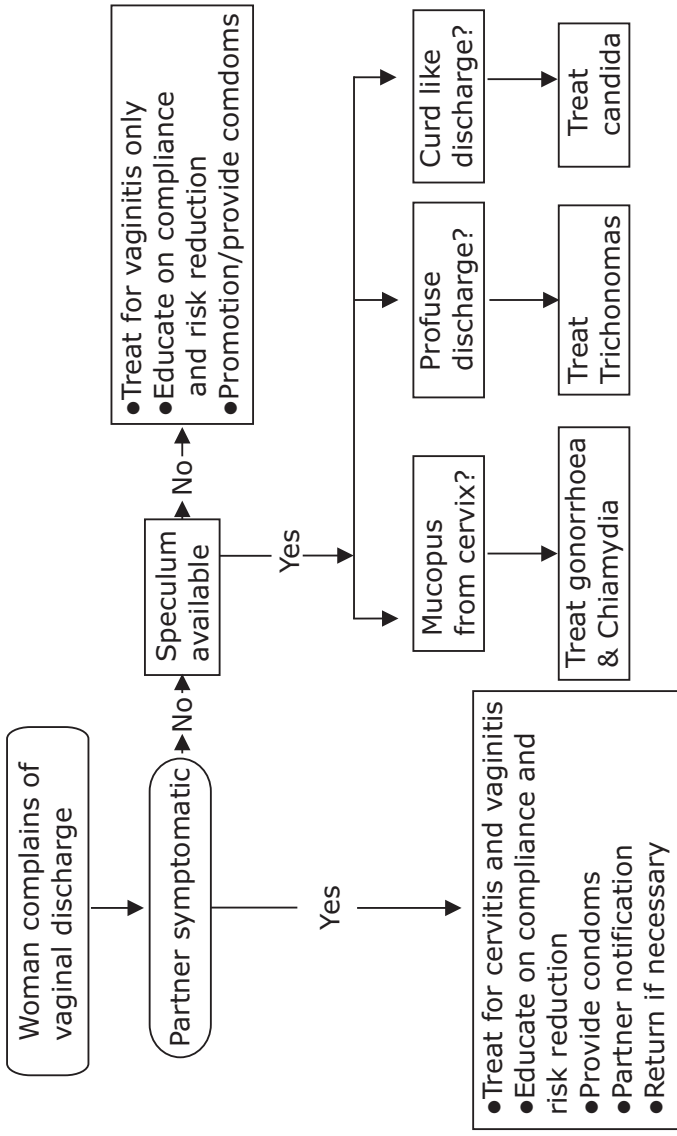 Woman complains of
vaginal discharge
Partner symptomatic
No
Speculum
available
No
●Treat for vaginitis only
●Educate on compliance
and risk reduction
●Promotion/provide comdoms
Yes
Yes
Mucopus
from cervix?
Profuse
discharge?
Curd like
discharge?
Treat gonorrhoea
& Chiamydia
Treat
Trichonomas
Treat
candida
●Treat for cervitis and vaginitis
●Educate on compliance and
risk reduction
●Provide condoms
●Partner notification
●Return if necessary